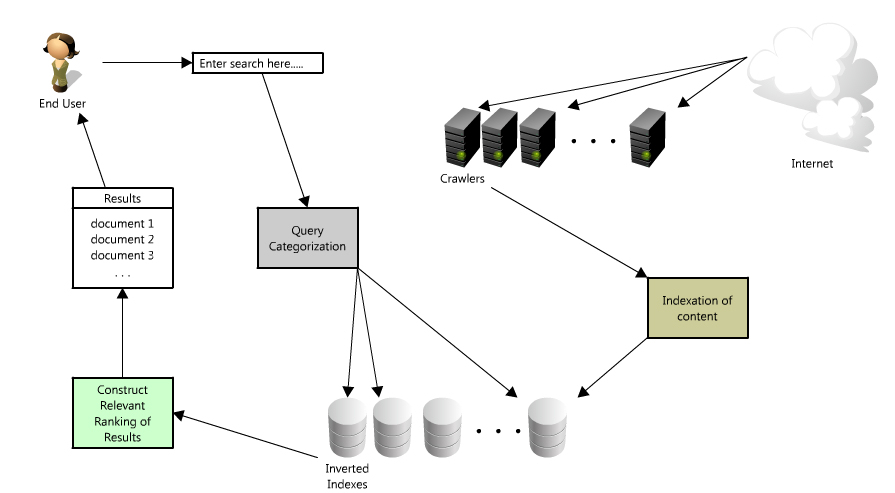 Enter search here.....
End User
Internet
Crawlers
Results
document 1
document 2
document 3
. . .
Query
Categorization
Indexation of
content
Construct
Relevant
Ranking of
Results
Inverted
Indexes